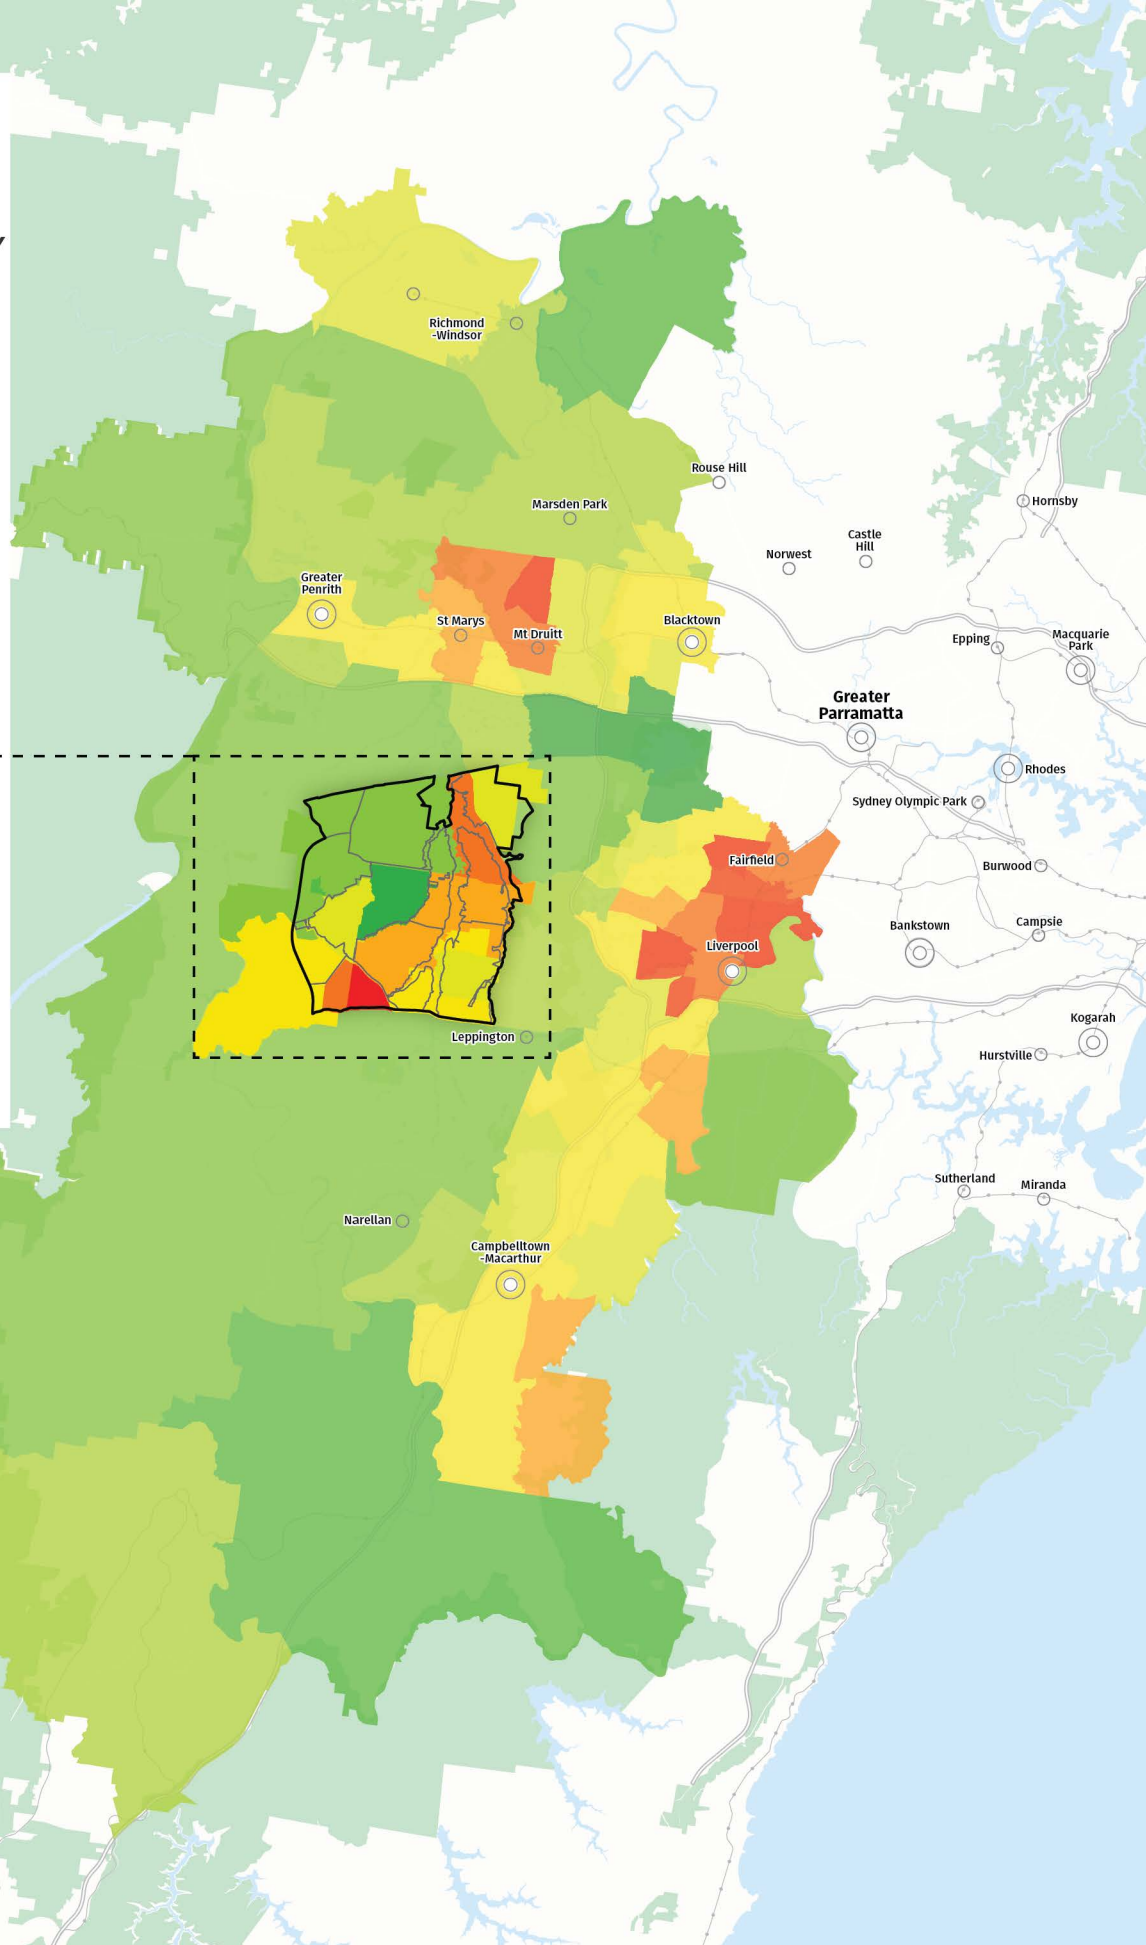 Richmond
-Windsor
Rouse Hill
Marsden Park
Hornsby
Castle
Hill
Norwest
Greater
Penrith
St Marys
Mt Druitt
Blacktown
Epping
Macquarie
Park
Greater
Parramatta
Rhodes
Sydney Olympic Park
Fairfield
Burwood
Bankstown
Campsie
Liverpool
Kogarah
Leppington
Hurstville
Sutherland
Miranda
Narellan
Campbelltown
-Macarthur